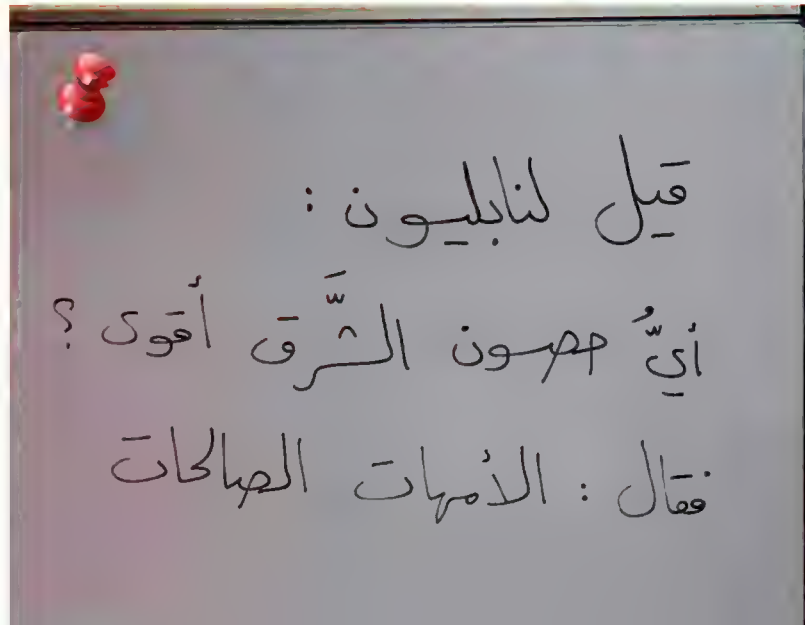 قيل لنابليون :
أيُّ حصون الشَّرق أقوى ؟
فقال : الأمهات الصالحات